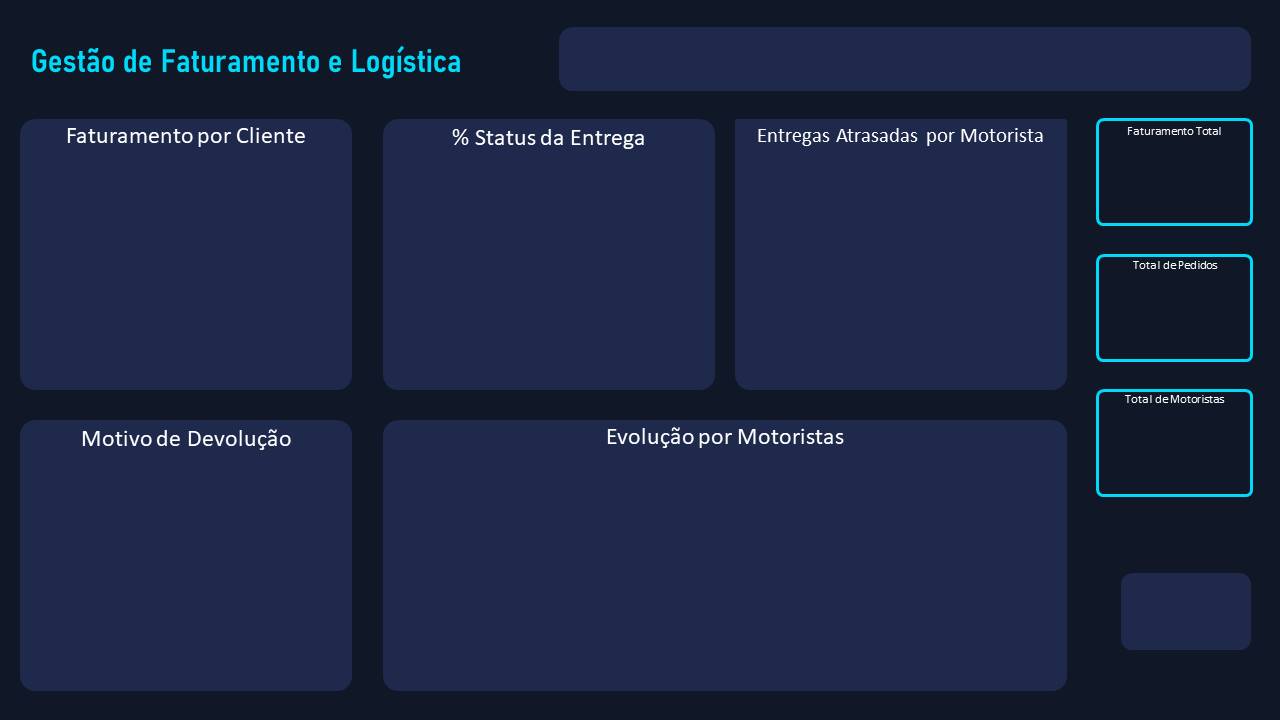 Gestão de Faturamento e Logística
Faturamento por Cliente
% Status da Entrega
Entregas Atrasadas por Motorista
Faturamento Total
Total de Pedidos
Total de Motoristas
Motivo de Devolução
Evolução por Motoristas